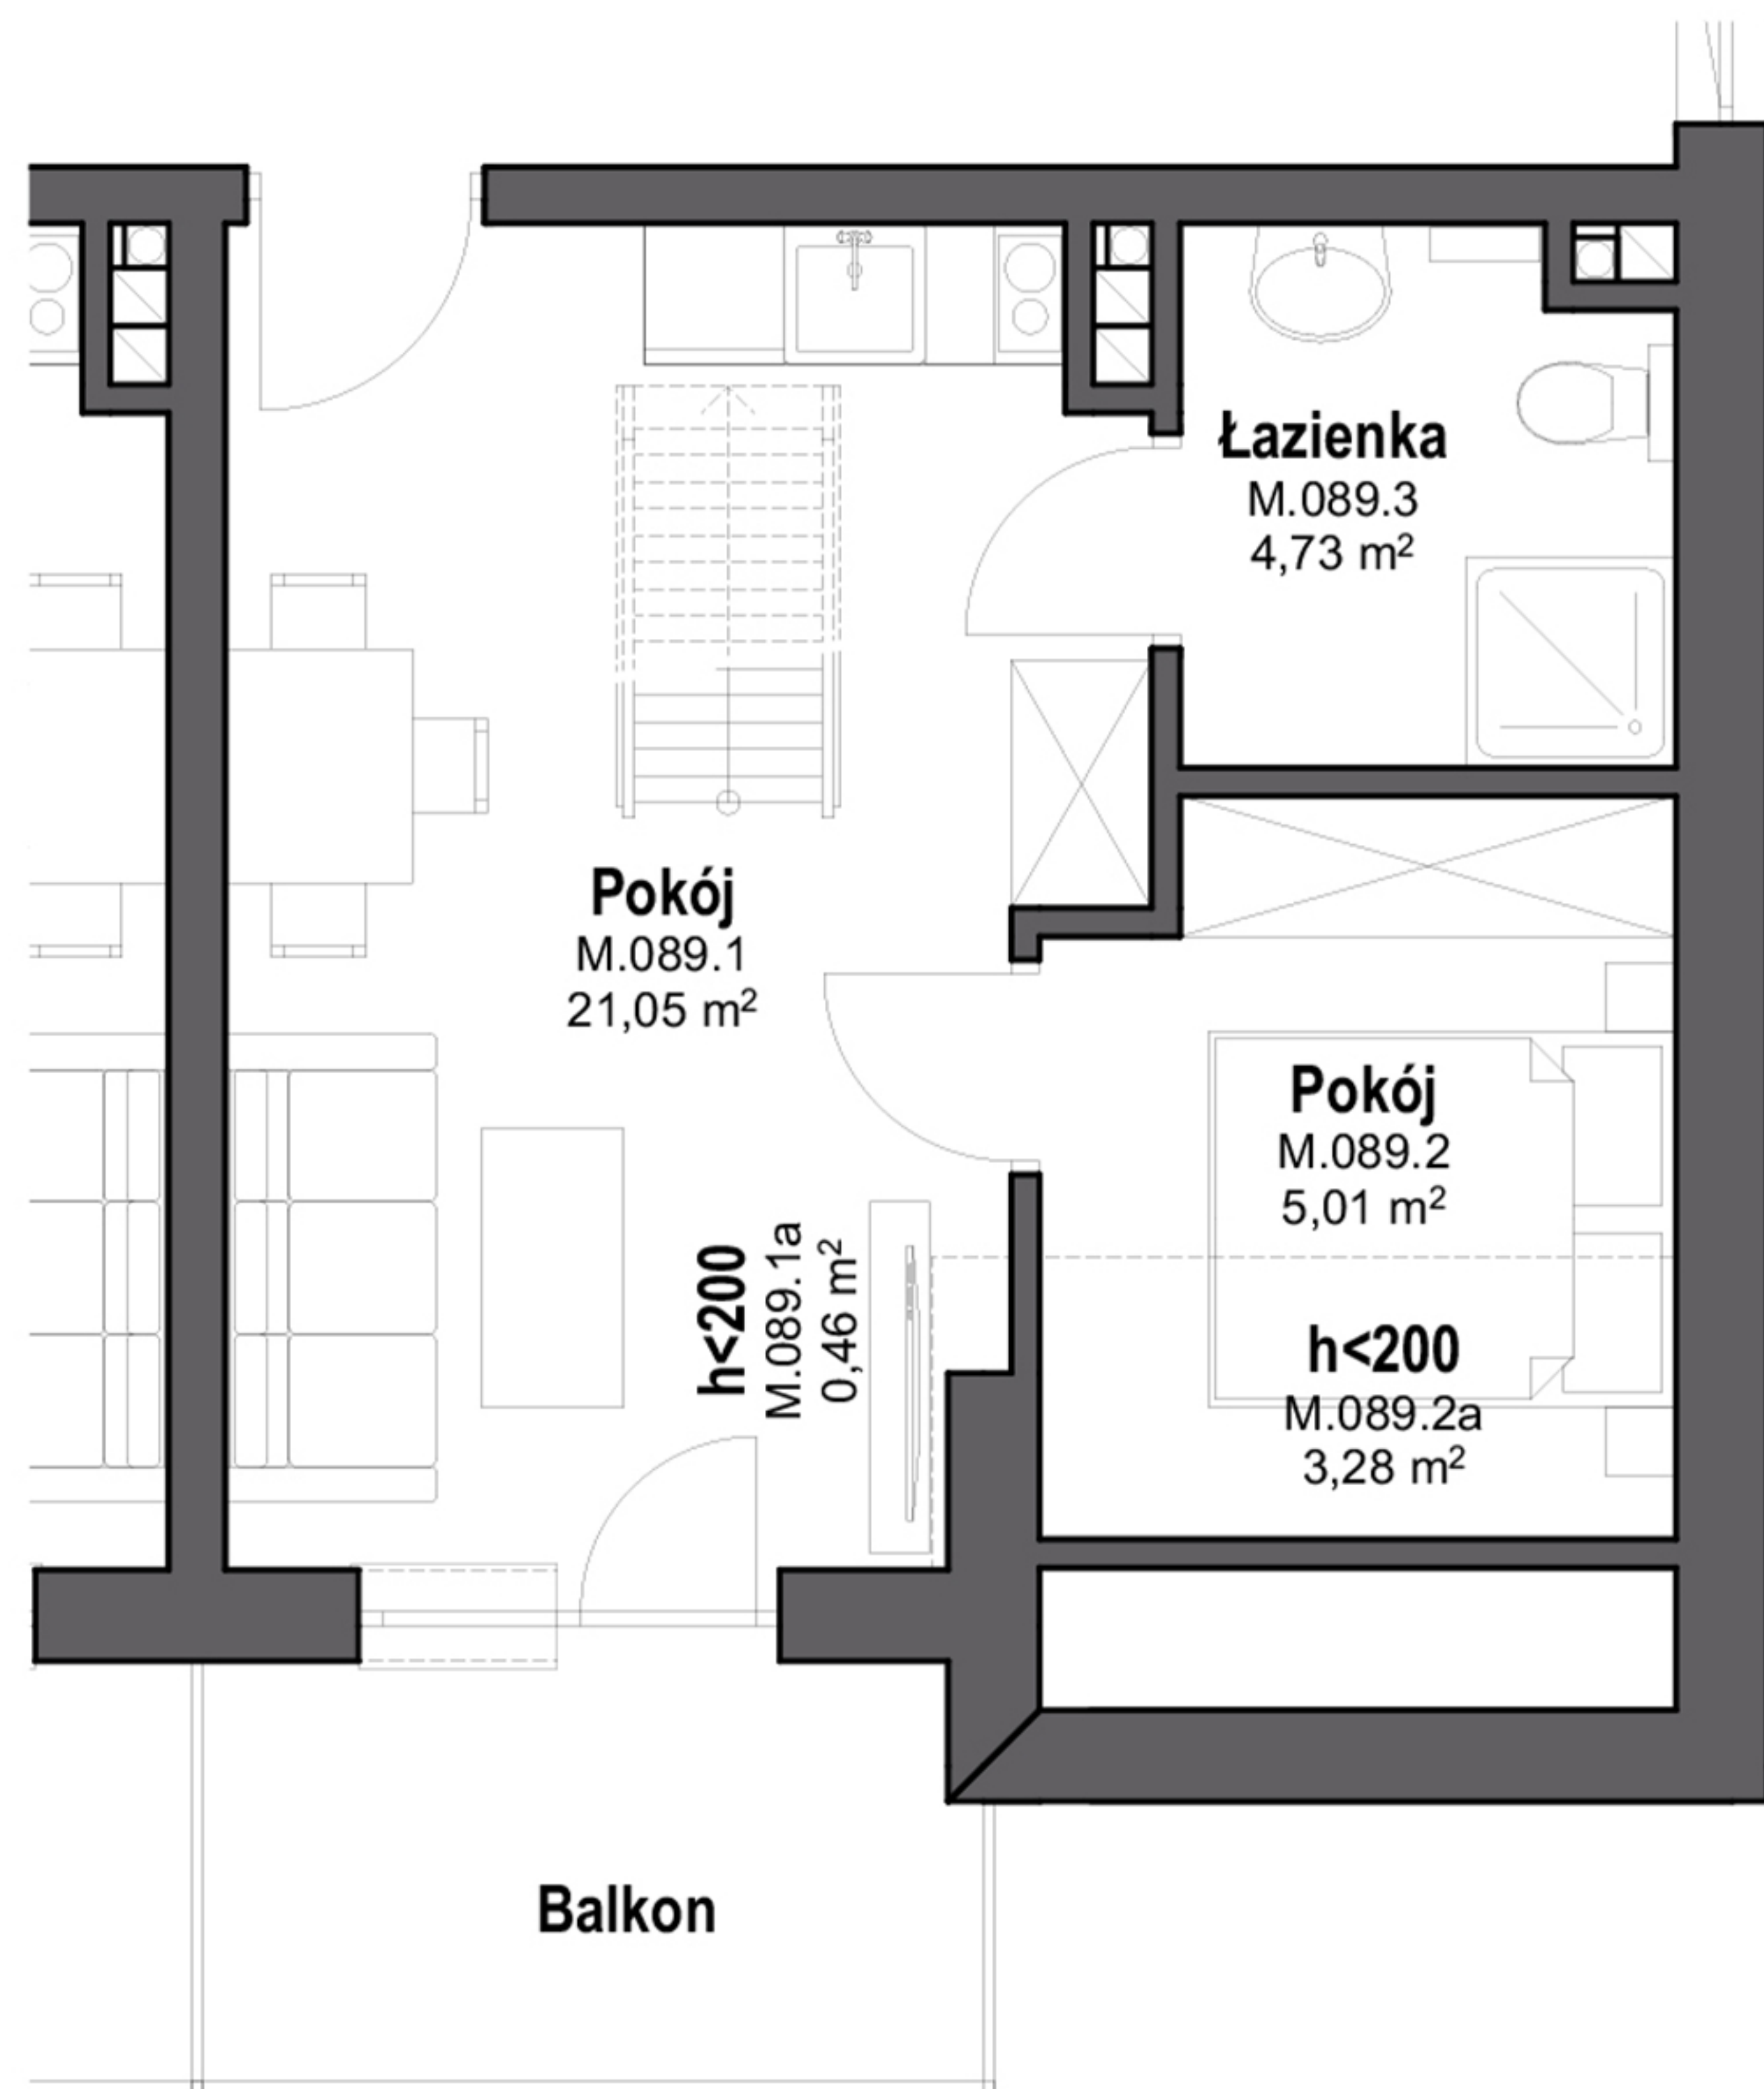 Łazienka
M.089.3
4,73 m²
Pokój
M.089.1
21,05 m²
Pokój
M.089.2
5,01 m²
h<200
M.089.1a
0,46 m²
h<200
M.089.2a
3,28 m²
Balkon